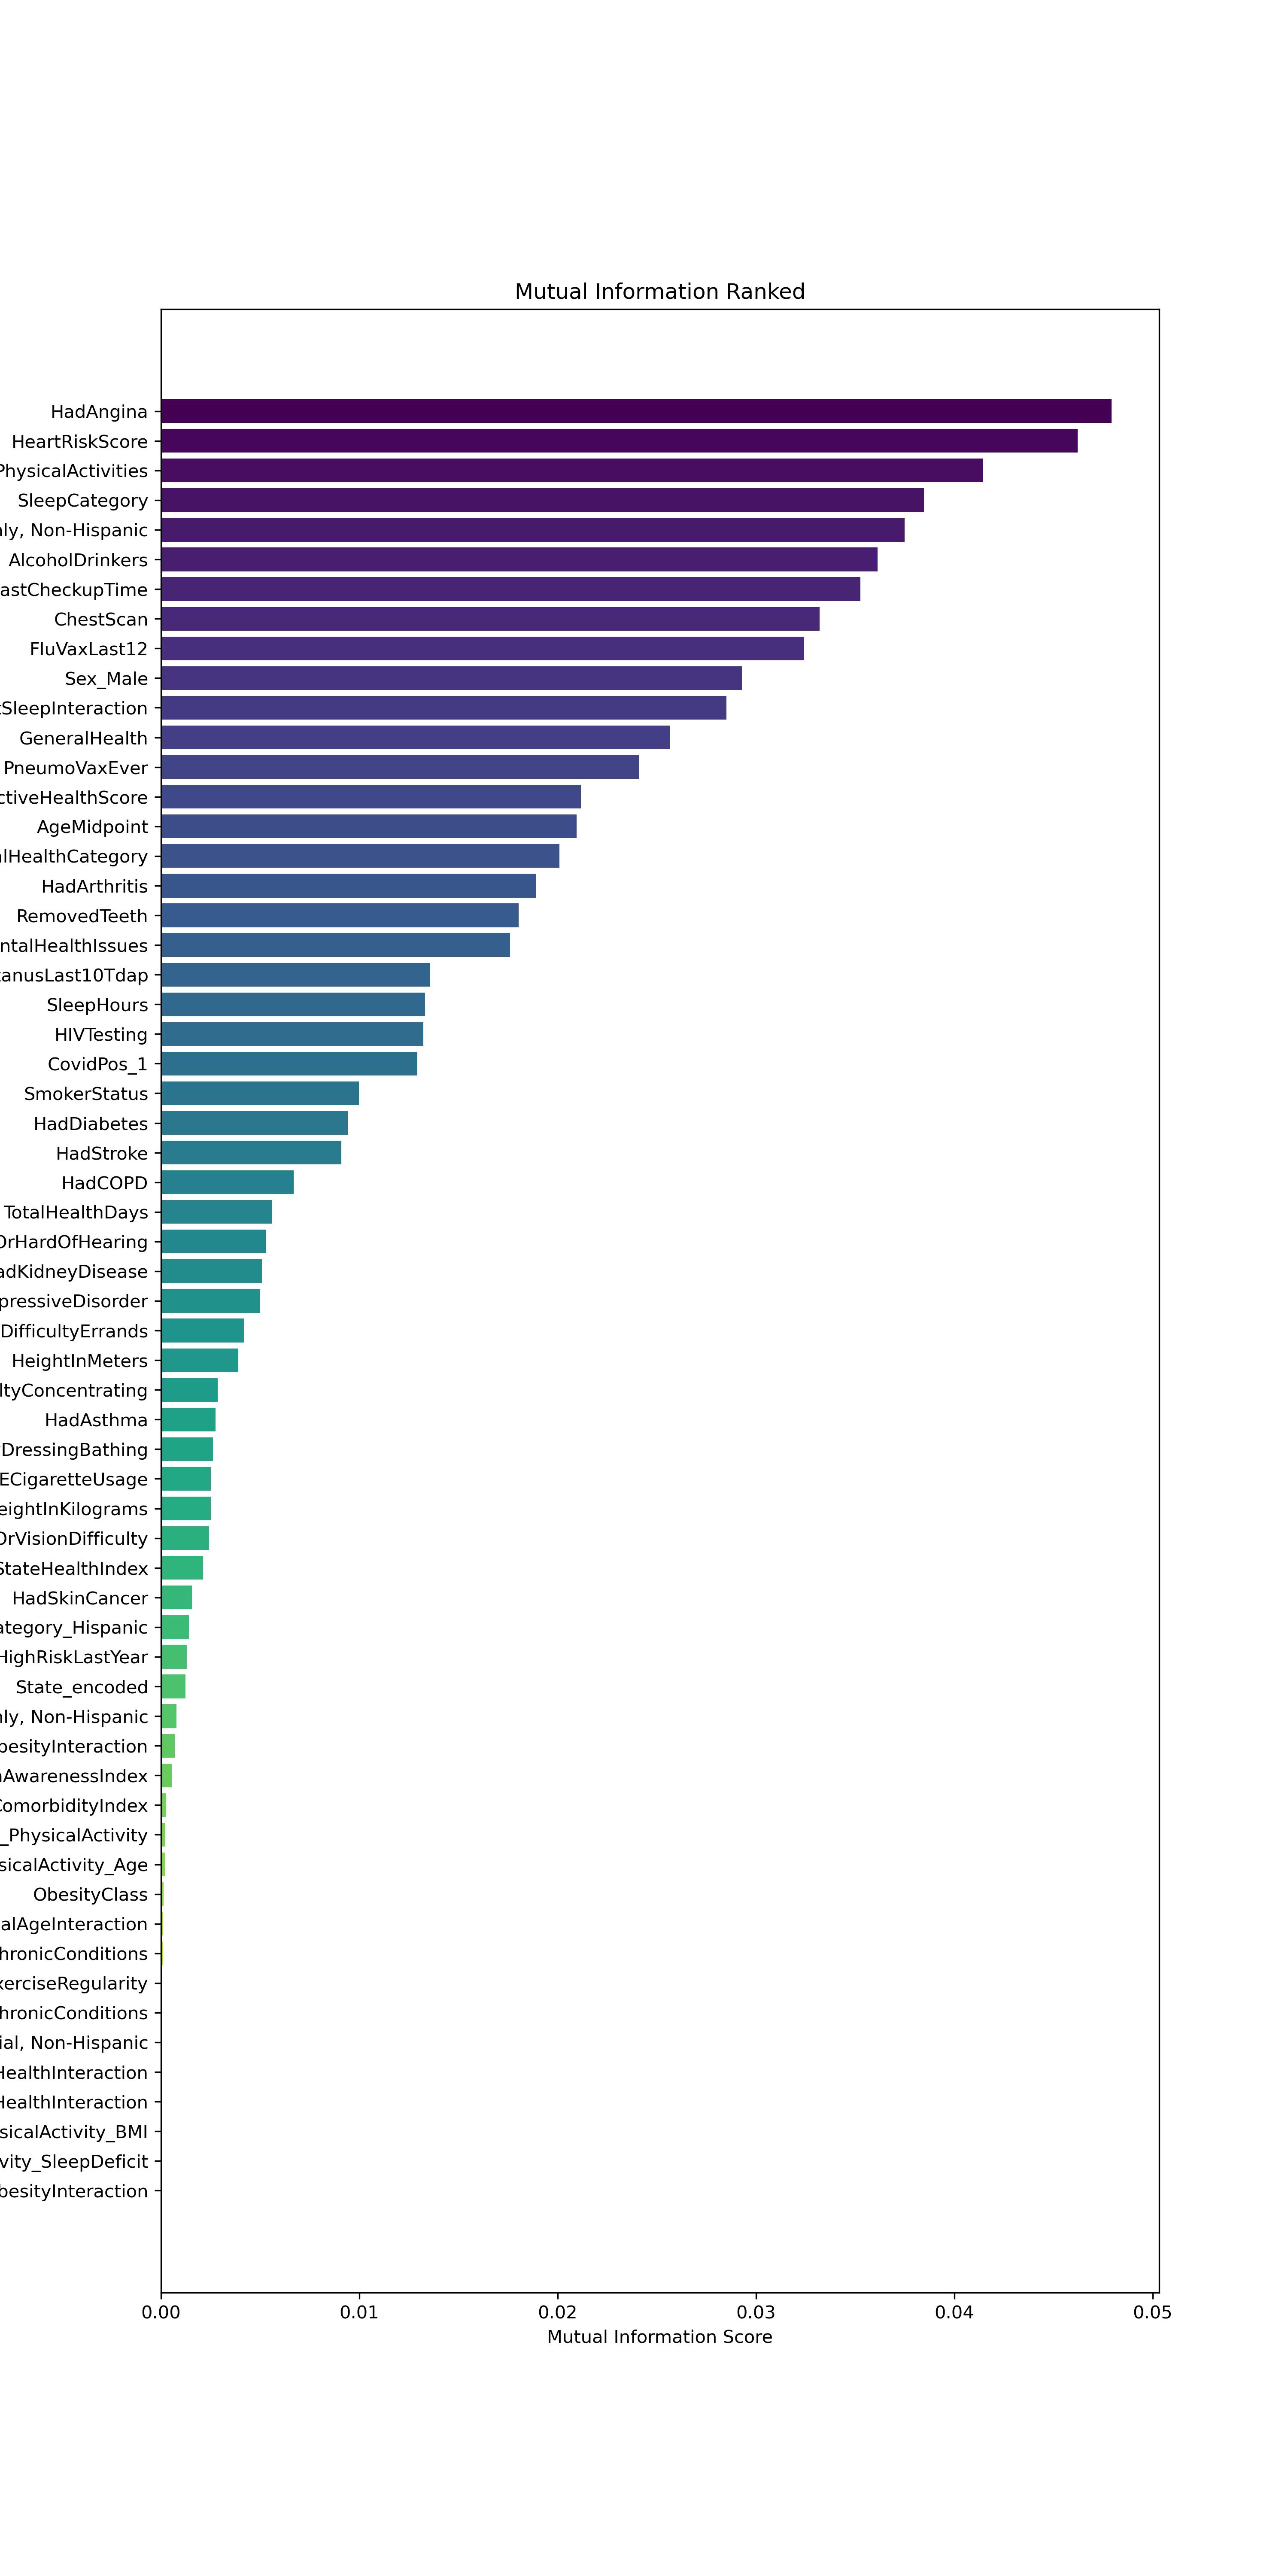 Mutual Information Ranked
HadAngina
HeartRiskScore
PhysicalActivities
SleepCategory
nly, Non-Hispanic
AlcoholDrinkers
astCheckupTime
ChestScan
FluVaxLast12
Sex_Male
SleepInteraction
GeneralHealth
PneumoVaxEver
ctiveHealthScore
AgeMidpoint
alHealthCategory
HadArthritis
RemovedTeeth
ntalHealthIssues
anusLast10Tdap
SleepHours
HIVTesting
CovidPos_1
SmokerStatus
HadDiabetes
HadStroke
HadCOPD
TotalHealthDays
OrHardOfHearing
adKidneyDisease
pressiveDisorder
DifficultyErrands
HeightInMeters
ltyConcentrating
HadAsthma
DressingBathing
ECigaretteUsage
eightInKilograms
OrVisionDifficulty
StateHealthIndex
HadSkinCancer
ategory_Hispanic
HighRiskLastYear
State_encoded
nly, Non-Hispanic
besityInteraction
AwarenessIndex
ComorbidityIndex
_PhysicalActivity
sicalActivity_Age
ObesityClass
alAgeInteraction
hronicConditions
xerciseRegularity
hronicConditions
ial, Non-Hispanic
HealthInteraction
HealthInteraction
sicalActivity_BMI
vity_SleepDeficit
besityInteraction
0.00 0.01 0.02 0.03 0.04 0.05
Mutual Information Score